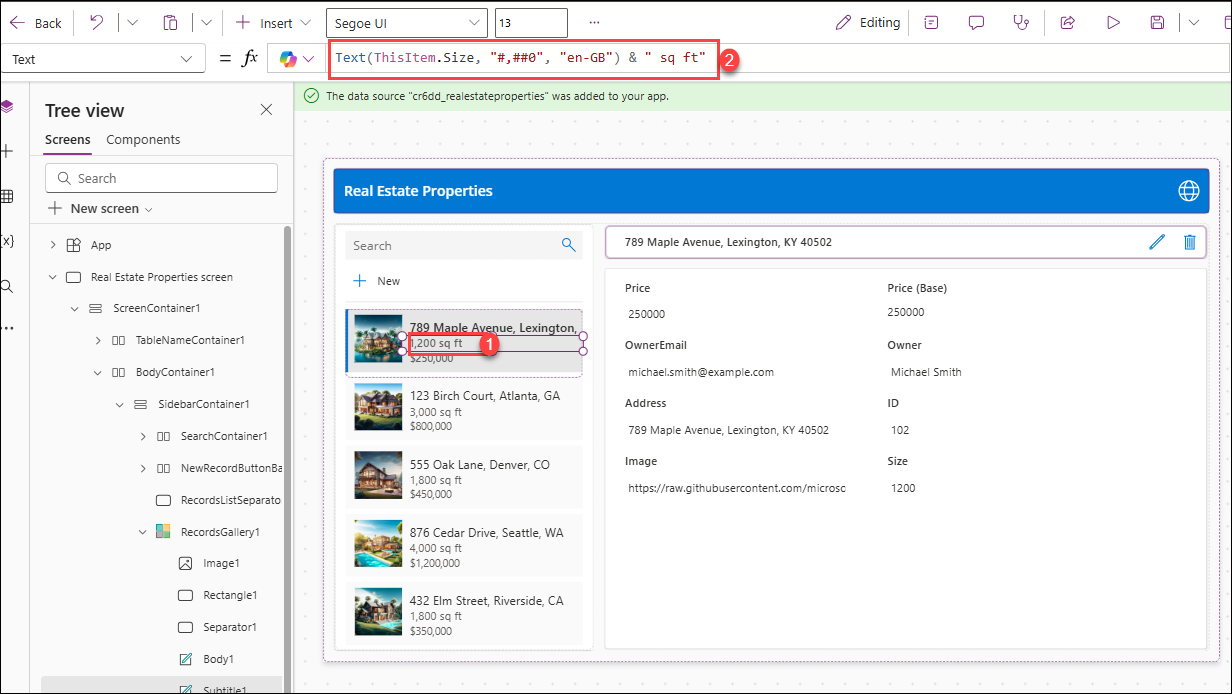 Back
Insert
Segoe UI
13
...
Editing
Text
=
fx
Text(ThisItem.Size, "#,##0", "en-GB") & " sq ft"
2
Tree view
Screens
Components
Search
New screen
App
Real Estate Properties screen
ScreenContainer1
TableNameContainer1
BodyContainer1
SidebarContainer1
SearchContainer1
NewRecordButtonBa
RecordsListSeparato
RecordsGallery1
Image1
Rectangle1
Separator1
Body1
Subtitle1
The data source "cr6dd_realestateproperties" was added to your app.
Real Estate Properties
Search
New
789 Maple Avenue, Lexington,
1,200 sq ft
1
$250,000
123 Birch Court, Atlanta, GA
3,000 sq ft
$800,000
555 Oak Lane, Denver, CO
1,800 sq ft
$450,000
876 Cedar Drive, Seattle, WA
4,000 sq ft
$1,200,000
432 Elm Street, Riverside, CA
1,800 sq ft
$350,000
789 Maple Avenue, Lexington, KY 40502
Price
Price (Base)
250000
250000
OwnerEmail
Owner
michael.smith@example.com
Michael Smith
Address
ID
789 Maple Avenue, Lexington, KY 40502
102
Image
Size
https://raw.githubusercontent.com/microsc
1200